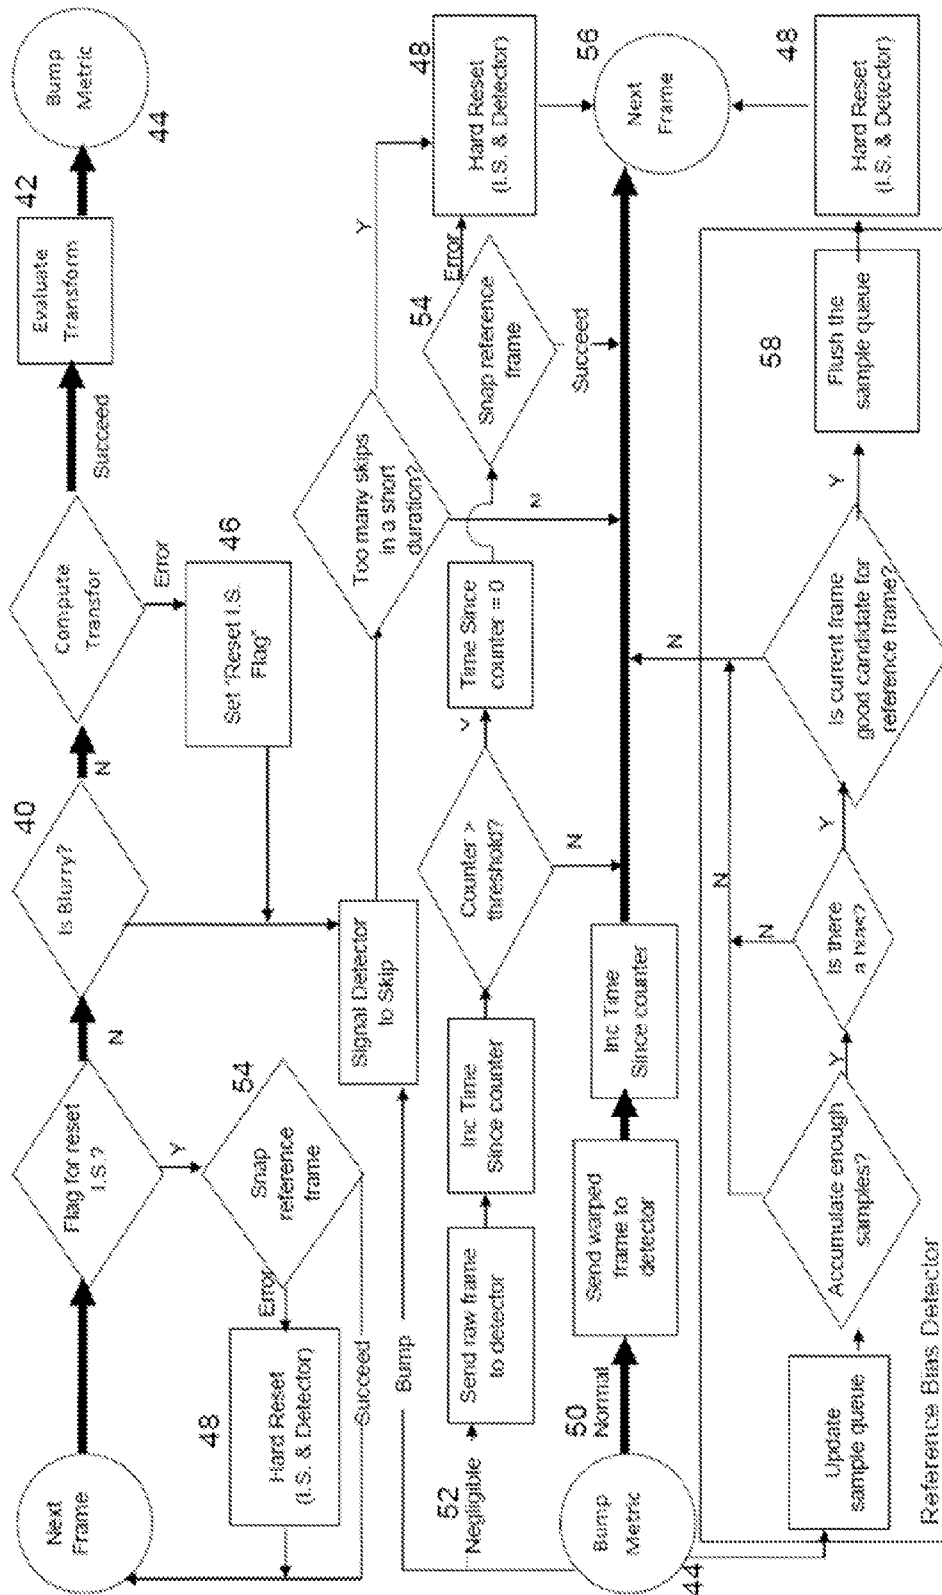 Next
Frame
Flag for reset
I.S.?
N
Is Blurry?
40
N
Compute
Transfor
Succeed
Evaluate
Transform
42
Bump
Metric
44
Y
Snap
reference
frame
54
Error
Hard Reset
(I.S. & Detector)
48
Succeed
Error
Set "Reset I.S.
Flag"
46
Signal Detector
to Skip
Bump
Too many skips
in a short
duration?
Y
N
Hard Reset
(I.S. & Detector)
48
52
Negligible
Send raw frame
to detector
Inc Time
Since counter
Counter >
threshold?
N
Time Since
counter = 0
Snap reference
frame
54
Error
Succeed
Bump
Metric
44
50
Normal
Send warped
frame to
detector
Inc Time
Since counter
Next
Frame
56
Update
sample queue
Accumulate enough
samples?
Y
N
Is there
N
Y
Is current frame
good candidate for
reference frame?
N
Y
Flush the
sample queue
58
Hard Reset
(I.S. & Detector)
48
Reference Bias Detector